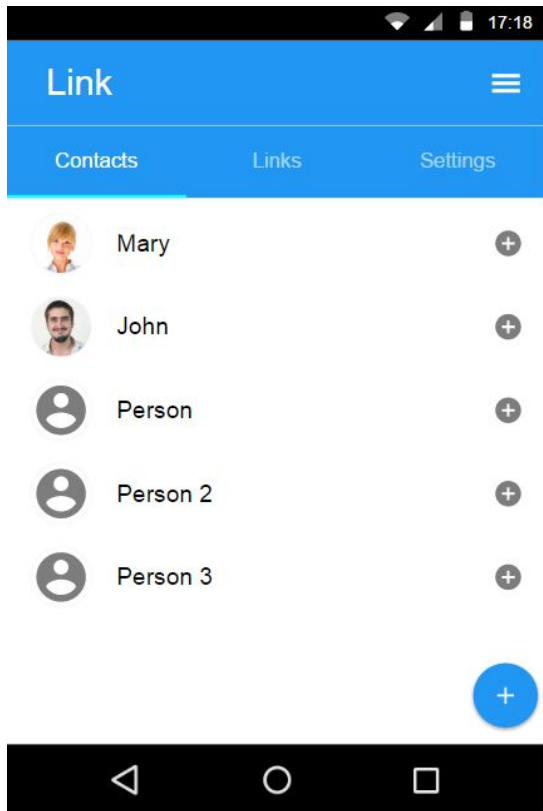 17:18
Link
Contacts Links Settings
Mary
John
Person
Person 2
Person 3